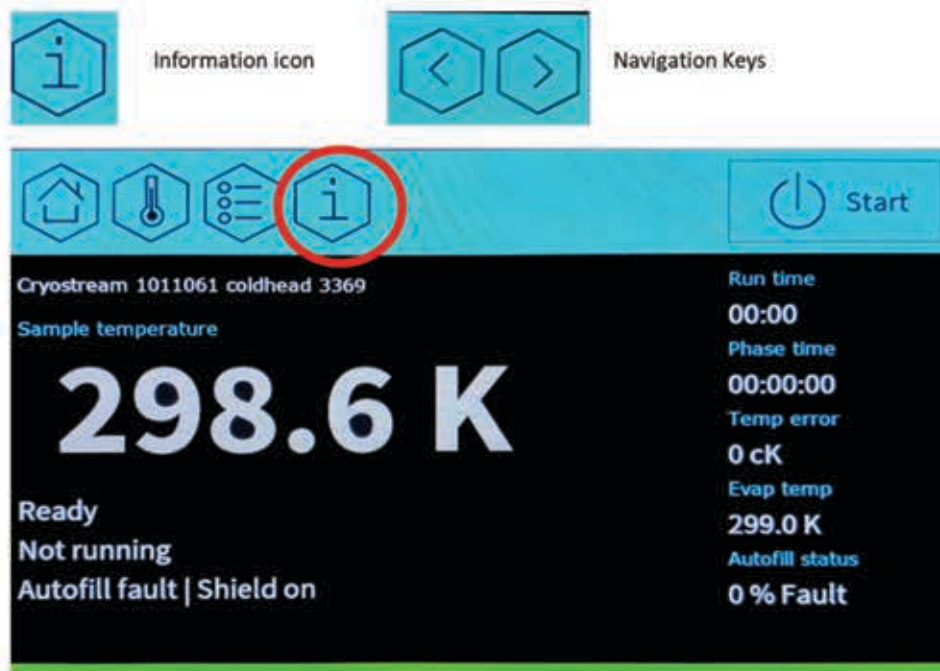 Information icon
Navigation Keys
Start
Cryostream 1011061 coldhead 3369
Sample temperature
298.6 K
Ready
Not running
Autofill fault | Shield on
Run time
00:00
Phase time
00:00:00
Temp error
0 cK
Evap temp
299.0 K
Autofill status
0 % Fault